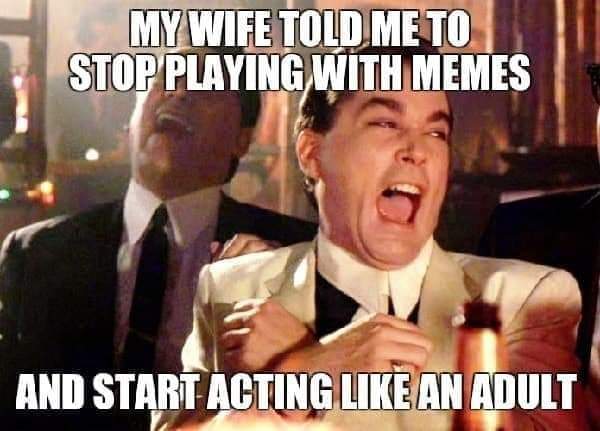 MY WIFE TOLD ME TO
STOP PLAYING WITH MEMES
AND START ACTING LIKE AN ADULT